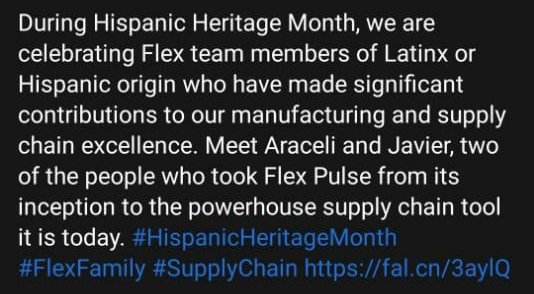 During Hispanic Heritage Month, we are
celebrating Flex team members of Latinx or
Hispanic origin who have made significant
contributions to our manufacturing and supply
chain excellence. Meet Araceli and Javier, two
of the people who took Flex Pulse from its
inception to the powerhouse supply chain tool
it is today. #HispanicHeritageMonth
#FlexFamily #SupplyChain https://fal.cn/3aylQ